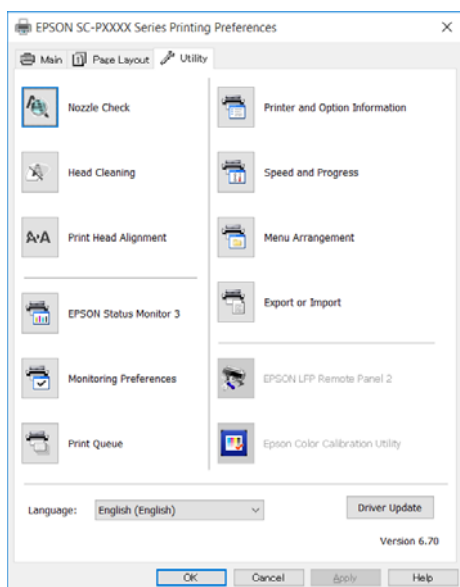 EPSON SC-PXXXX Series Printing Preferences
Main
Page Layout
Utility
Nozzle Check
Printer and Option Information
Head Cleaning
Speed and Progress
A·A
Print Head Alignment
Menu Arrangement
EPSON Status Monitor 3
Export or Import
Monitoring Preferences
EPSON LFP Remote Panel 2
Print Queue
Epson Color Calibration Utility
Language:
English (English)
Driver Update
Version 6.70
OK
Cancel
Apply
Help